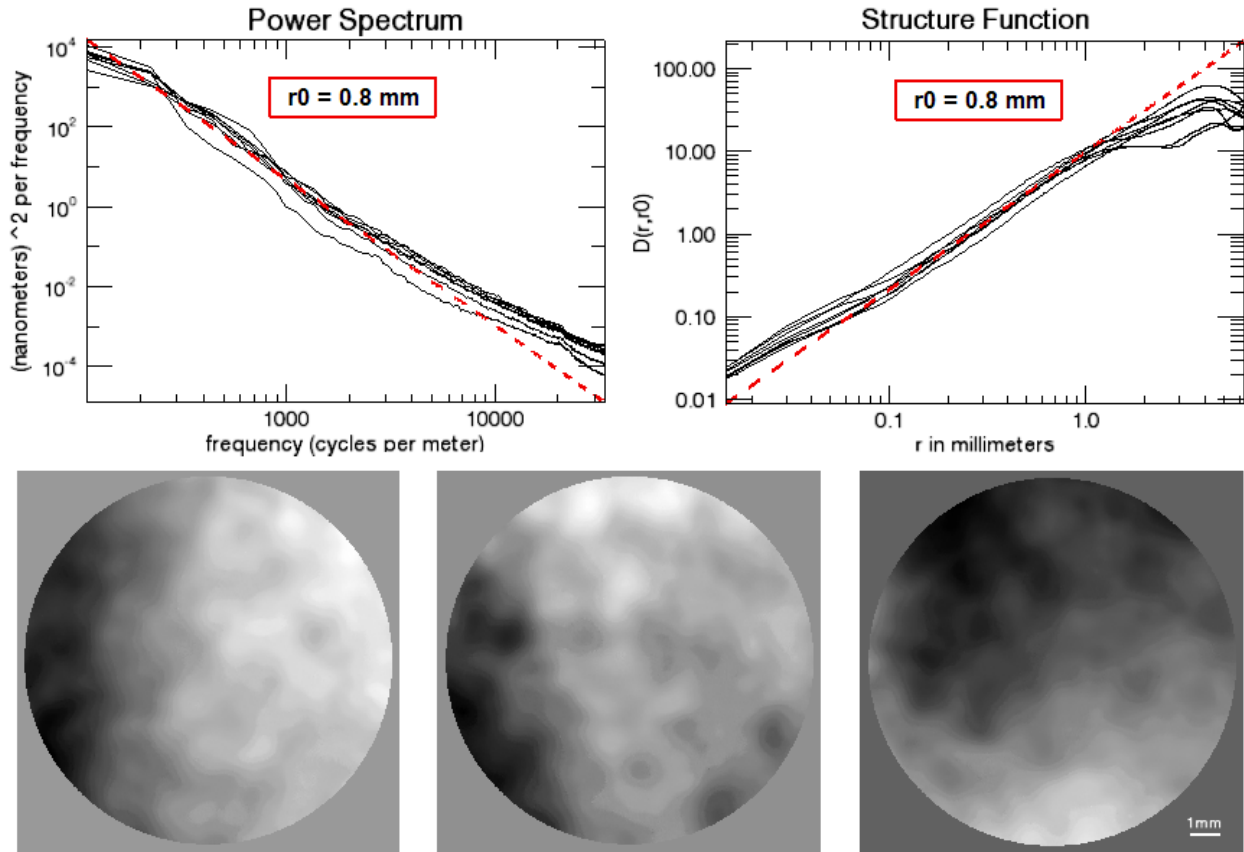 Power Spectrum
(nanometers) ^2 per frequency
10^4
10^2
10^0
10^-2
10^-4
r0 = 0.8 mm
1000
10000
frequency (cycles per meter)
Structure Function
D(r,r0)
100.00
10.00
1.00
0.10
0.01
r0 = 0.8 mm
0.1
1.0
r in millimeters
1mm